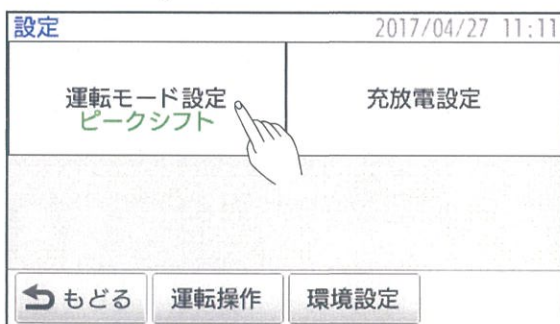 設定 2017/04/27 11:11
運転モード設定 充放電設定
ピークシフト
もどる 運転操作 環境設定